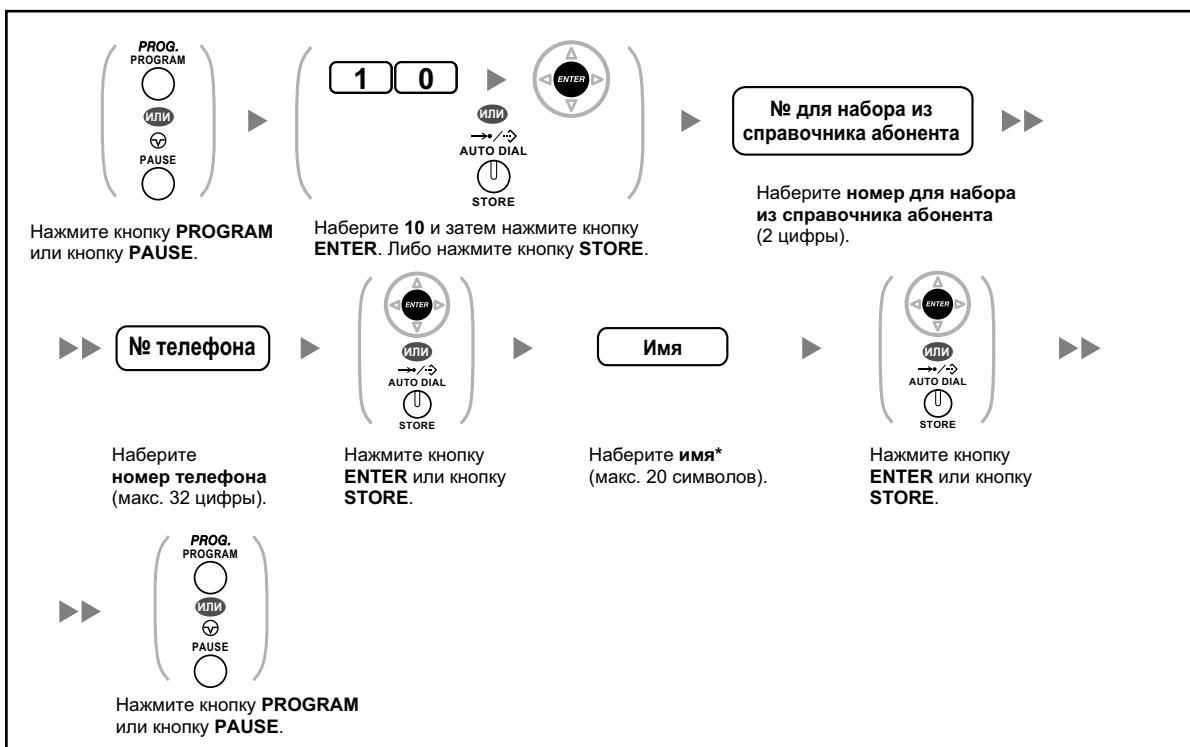 PROG.
PROGRAM
ИЛИ
PAUSE
Нажмите кнопку PROGRAM
или кнопку PAUSE.
1 0
ENTER
ИЛИ
AUTO DIAL
STORE
Наберите 10 и затем нажмите кнопку
ENTER. Либо нажмите кнопку STORE.
№ для набора из
справочника абонента
Наберите номер для набора
из справочника абонента
(2 цифры).
№ телефона
Наберите
номер телефона
(макс. 32 цифры).
ENTER
ИЛИ
AUTO DIAL
STORE
Нажмите кнопку
ENTER или кнопку
STORE.
Имя
Наберите имя*
(макс. 20 символов).
ENTER
ИЛИ
AUTO DIAL
STORE
Нажмите кнопку
ENTER или кнопку
STORE.
PROG.
PROGRAM
ИЛИ
PAUSE
Нажмите кнопку PROGRAM
или кнопку PAUSE.